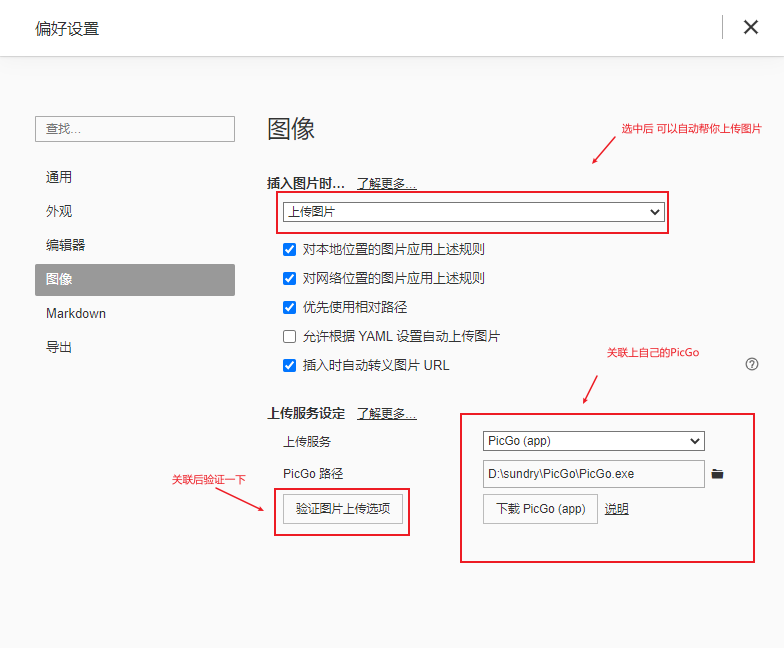 偏好设置
查找...
通用
外观
编辑器
图像
Markdown
导出
图像
选中后 可以自动帮你上传图片
插入图片时... 了解更多...
上传图片
对本地位置的图片应用上述规则
对网络位置的图片应用上述规则
优先使用相对路径
允许根据 YAML 设置自动上传图片
插入时自动转义图片 URL
关联上自己的PicGo
上传服务设定 了解更多...
上传服务 PicGo (app)
PicGo 路径 D:\sundry\PicGo\PicGo.exe
关联后验证一下
验证图片上传选项 下载 PicGo (app) 说明